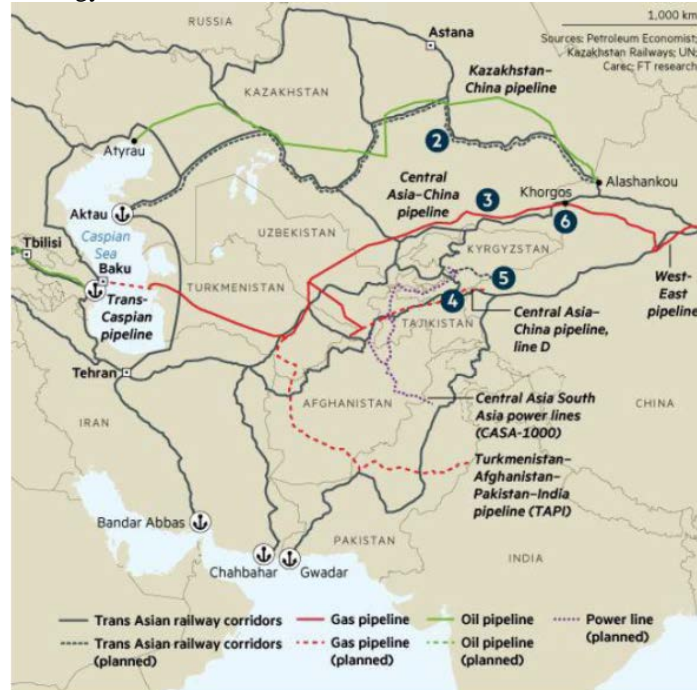 1,000 km
Sources: Petroleum Economist;
Kazakhstan Railways; UN;
Carec; FT research
RUSSIA
Astana
Kazakhstan–
China pipeline
KAZAKHSTAN
Atyrau
2
Alashankou
Central
Asia–China
pipeline
3
Khorgos
6
Aktau
Caspian
Sea
UZBEKISTAN
KYRGYZSTAN
Tbilisi
Baku
Trans-
Caspian
pipeline
TURKMENISTAN
5
4
TAJIKISTAN
West-
East
pipeline
Central Asia–
China pipeline,
line D
Tehran
AFGHANISTAN
CHINA
Central Asia South
Asia power lines
(CASA-1000)
IRAN
Turkmenistan–
Afghanistan–
Pakistan–India
pipeline (TAPI)
Bandar Abbas
PAKISTAN
INDIA
Chahbahar
Gwadar
Trans Asian railway corridors
Gas pipeline
Oil pipeline
Power line
(planned)
Trans Asian railway corridors
(planned)
Gas pipeline
(planned)
Oil pipeline
(planned)